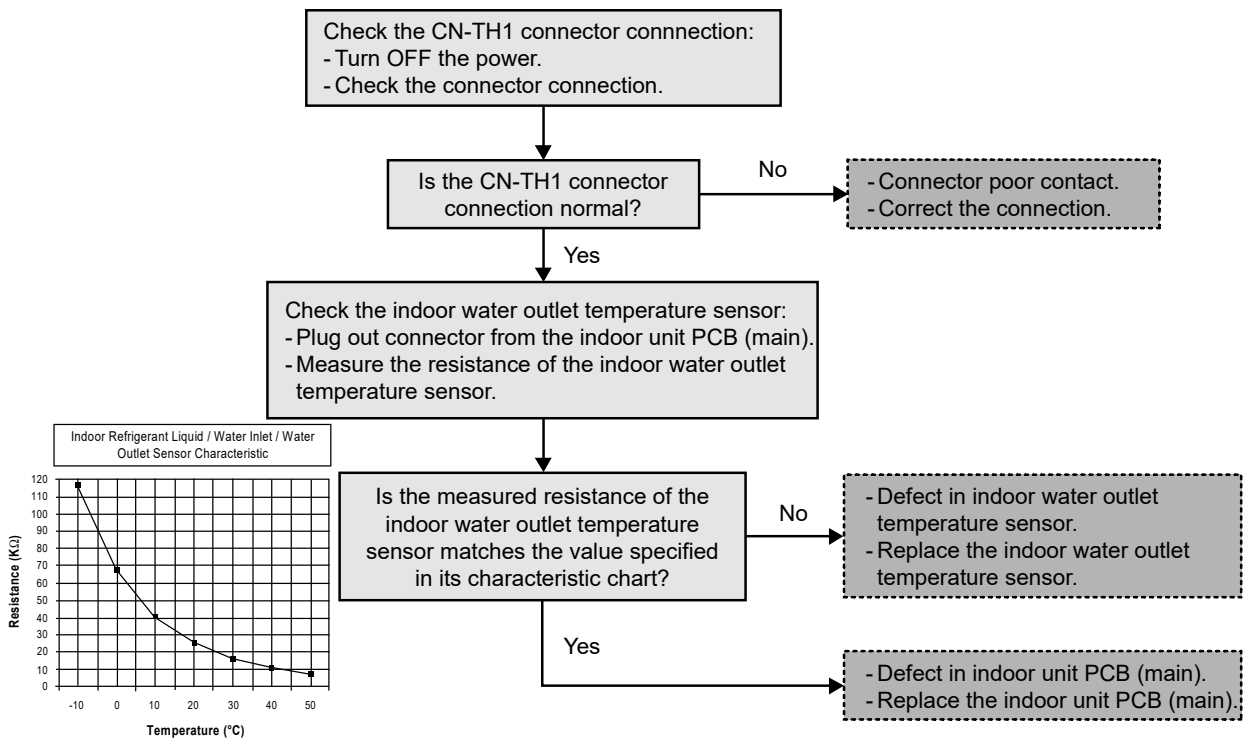 Check the CN-TH1 connector connnection:
- Turn OFF the power.
- Check the connector connection.
Is the CN-TH1 connector
connection normal?
No
- Connector poor contact.
- Correct the connection.
Yes
Check the indoor water outlet temperature sensor:
- Plug out connector from the indoor unit PCB (main).
- Measure the resistance of the indoor water outlet
temperature sensor.
Indoor Refrigerant Liquid / Water Inlet / Water
Outlet Sensor Characteristic
120
110
100
90
80
70
60
50
40
30
20
10
0
Resistance (KΩ)
-10 0 10 20 30 40 50
Temperature (°C)
Is the measured resistance of the
indoor water outlet temperature
sensor matches the value specified
in its characteristic chart?
No
- Defect in indoor water outlet
temperature sensor.
- Replace the indoor water outlet
temperature sensor.
Yes
- Defect in indoor unit PCB (main).
- Replace the indoor unit PCB (main).